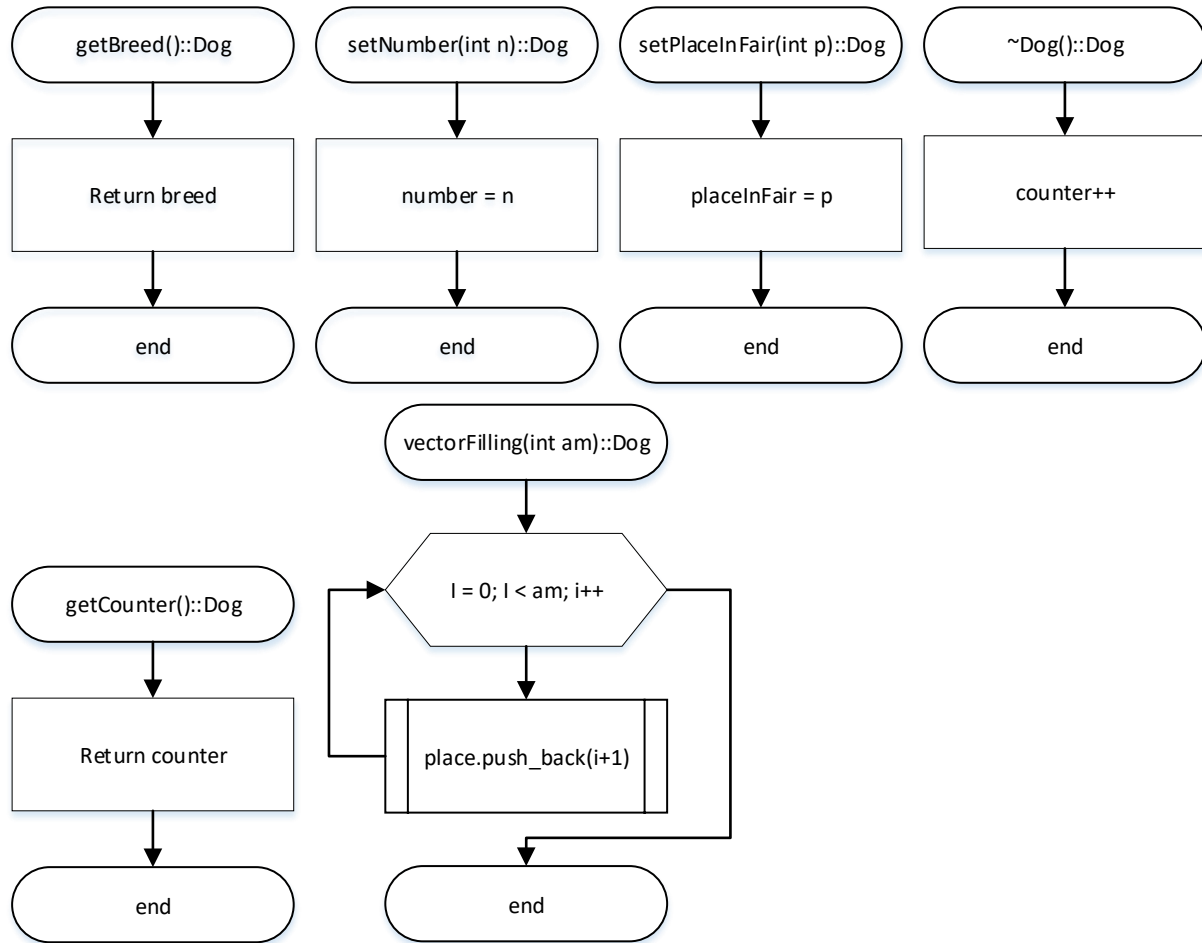 getBreed()::Dog
setNumber(int n)::Dog
setPlaceInFair(int p)::Dog
~Dog()::Dog
Return breed
number = n
placeInFair = p
counter++
end
end
end
end
vectorFilling(int am)::Dog
I = 0; I < am; i++
getCounter()::Dog
Return counter
place.push_back(i+1)
end
end